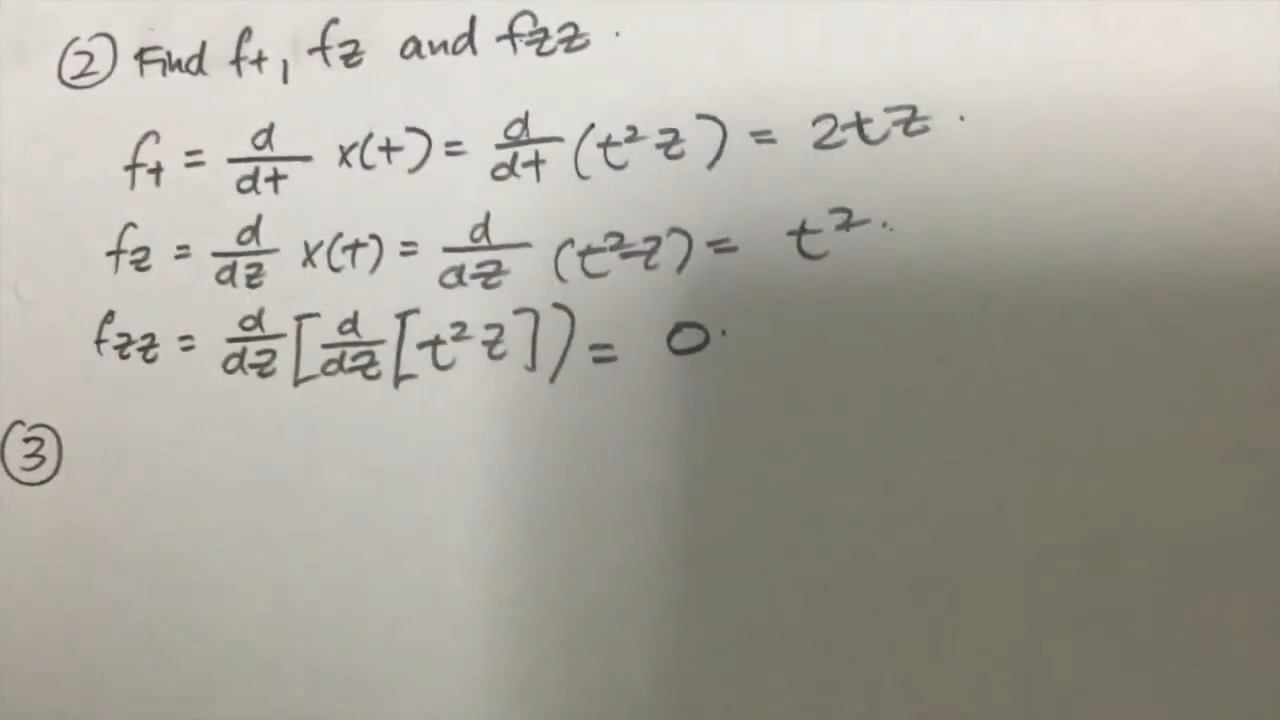 ② Find ft, fz and fzz.
ft = d/dt x(t) = d/dt (t²z) = 2tz.
fz = d/dz x(t) = d/dz (t²z) = t².
fzz = d/dz [d/dz [t²z]) = 0.
③